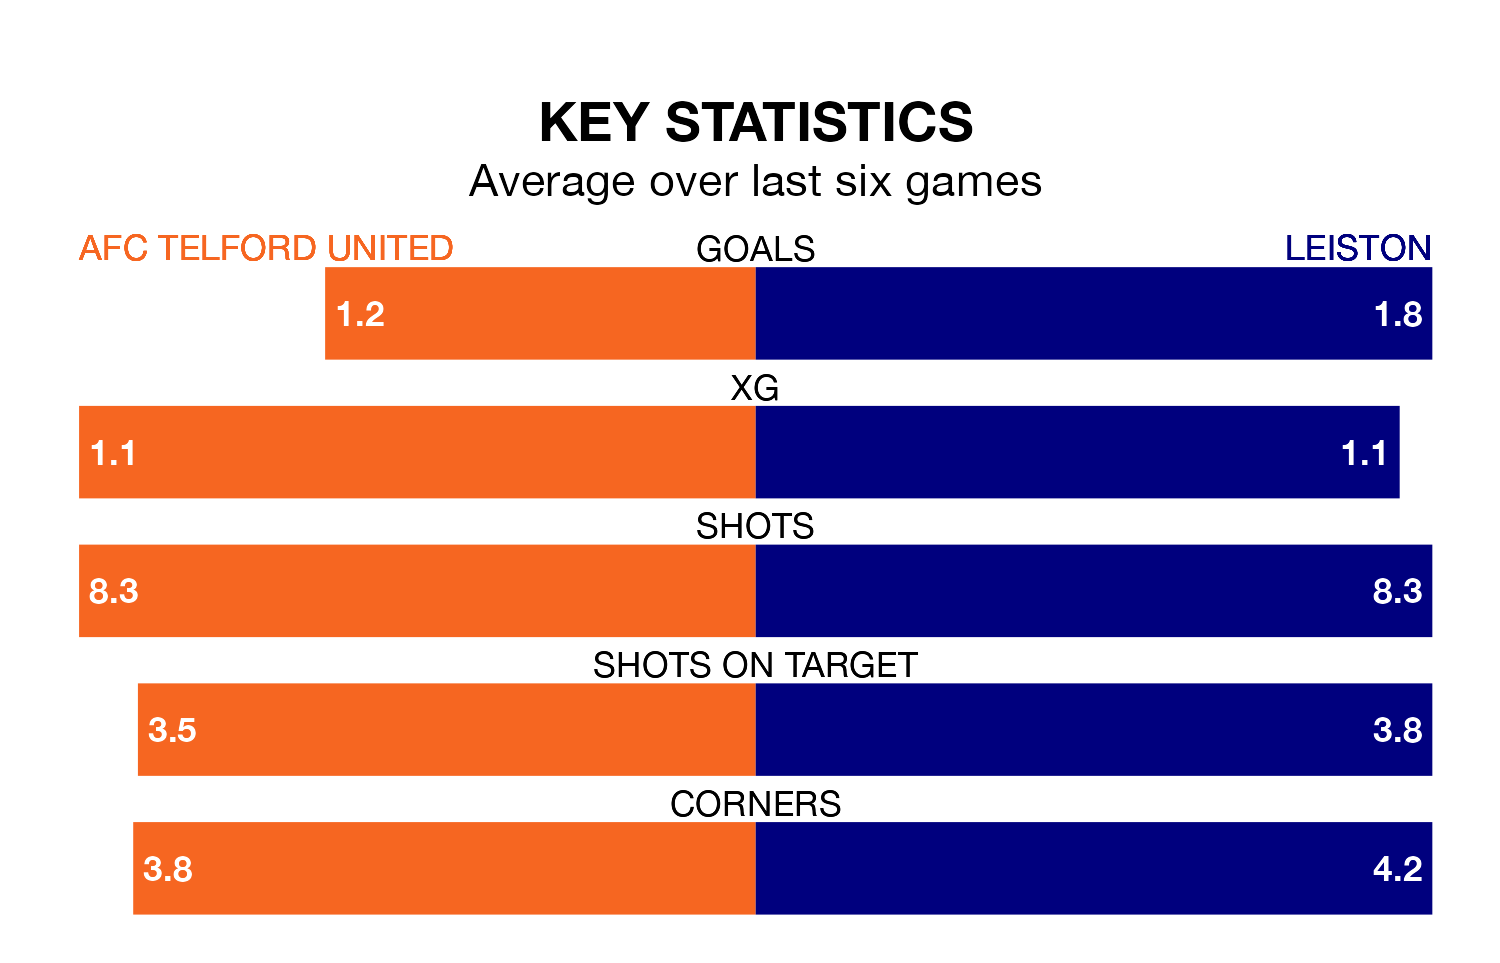 KEY STATISTICS
Average over last six games
AFC TELFORD UNITED GOALS LEISTON
1.2 1.8
XG
1.1 1.1
SHOTS
8.3 8.3
SHOTS ON TARGET
3.5 3.8
CORNERS
3.8 4.2